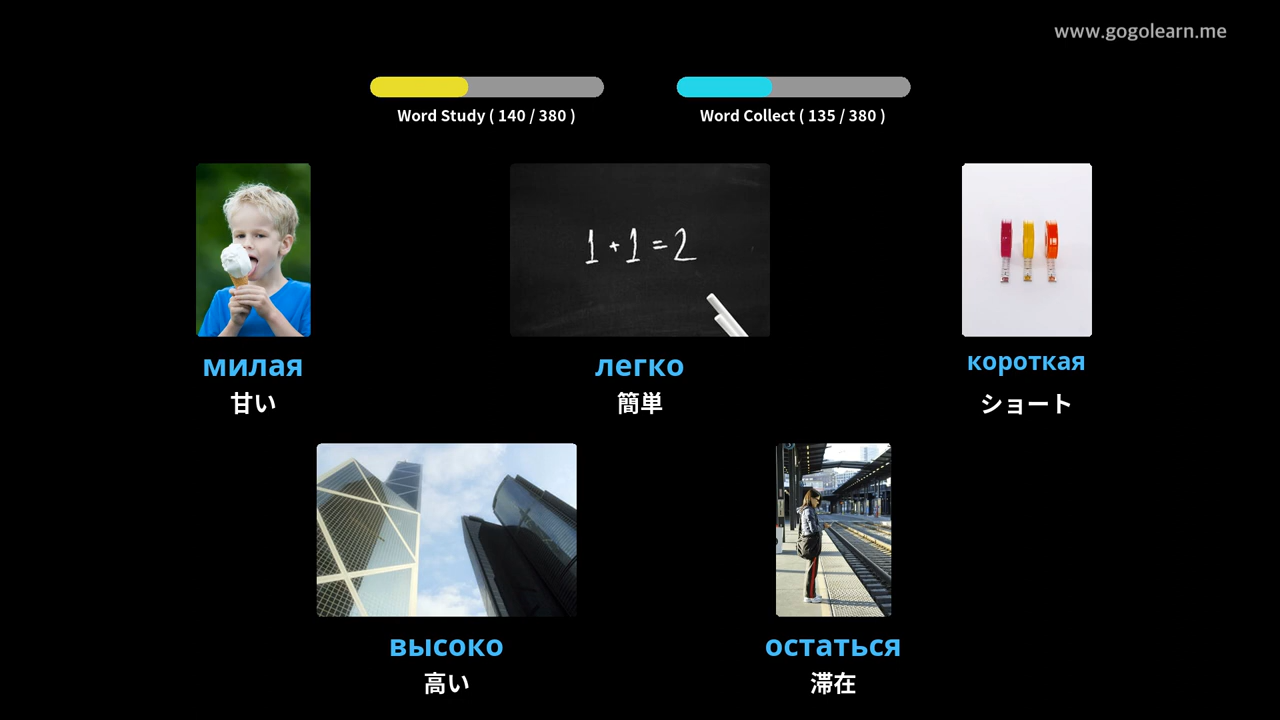 www.gogolearn.me
Word Study ( 140 / 380 )
Word Collect ( 135 / 380 )
1 + 1 = 2
милая
легко
короткая
甘い
簡単
ショート
высоко
остаться
高い
滞在